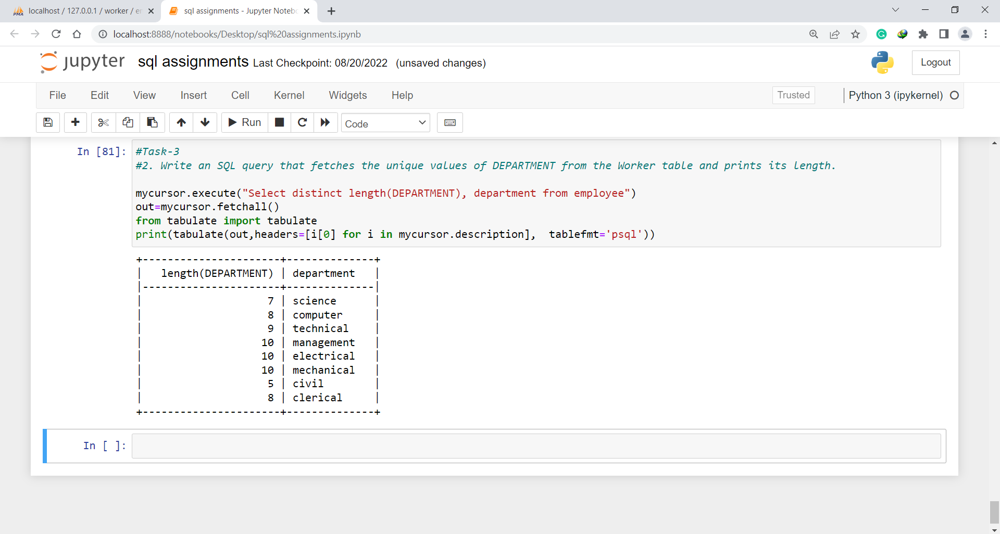 PMA localhost / 127.0.0.1 / worker / er
sql assignments - Jupyter Notebo
localhost:8888/notebooks/Desktop/sql%20assignments.ipynb
jupyter sql assignments Last Checkpoint: 08/20/2022 (unsaved changes)
Logout
File Edit View Insert Cell Kernel Widgets Help
Trusted
Python 3 (ipykernel)
Run
Code
In [81]:
#Task-3
#2. Write an SQL query that fetches the unique values of DEPARTMENT from the Worker table and prints its length.
mycursor.execute("Select distinct length(DEPARTMENT), department from employee")
out=mycursor.fetchall()
from tabulate import tabulate
print(tabulate(out,headers=[i[0] for i in mycursor.description],  tablefmt='psql'))
+----------------------+--------------+
|   length(DEPARTMENT) | department   |
|----------------------+--------------|
|                    7 | science      |
|                    8 | computer     |
|                    9 | technical    |
|                   10 | management   |
|                   10 | electrical   |
|                   10 | mechanical   |
|                    5 | civil        |
|                    8 | clerical     |
+----------------------+--------------+
In [ ]: